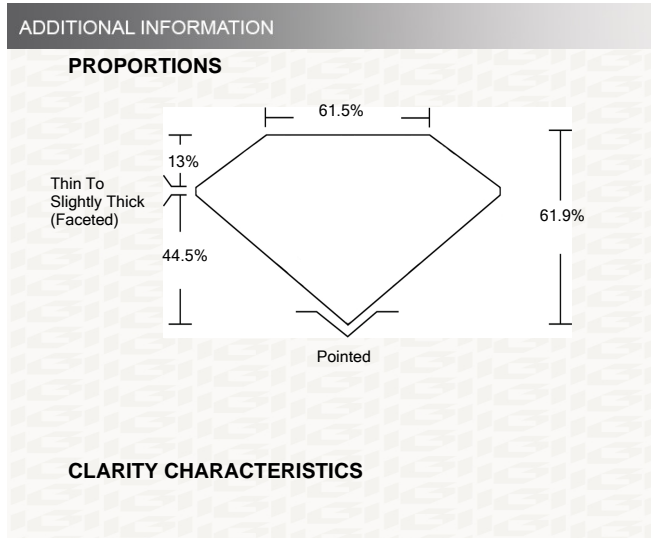 ADDITIONAL INFORMATION
PROPORTIONS
61.5%
13%
Thin To
Slightly Thick
(Faceted)
61.9%
44.5%
Pointed
CLARITY CHARACTERISTICS